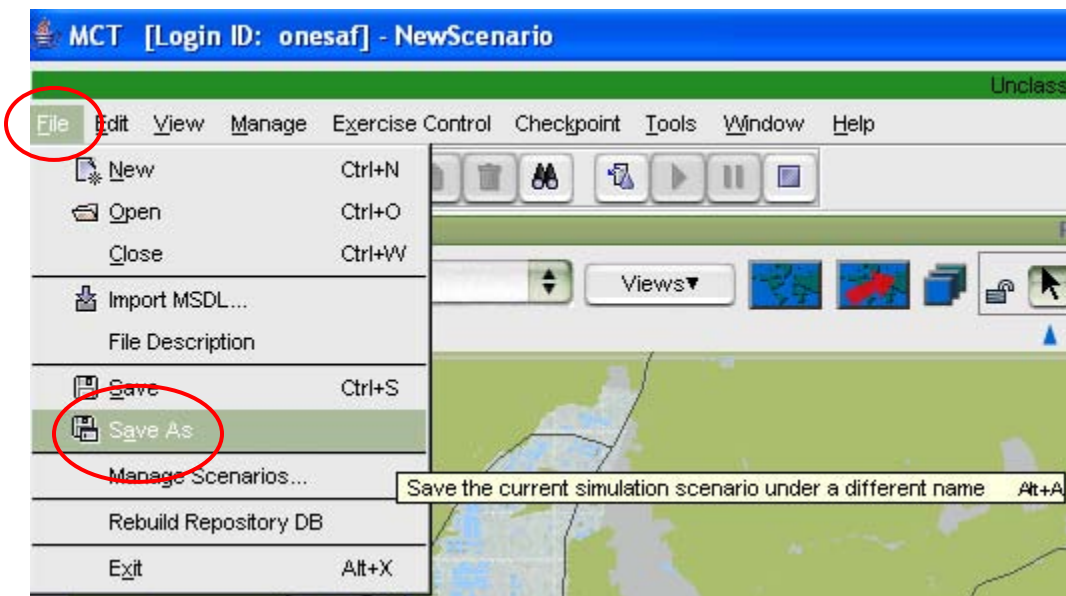 MCT [Login ID: onesaf] - NewScenario
Unclass
File Edit View Manage Exercise Control Checkpoint Tools Window Help
New Ctrl+N
Open Ctrl+O
Close Ctrl+W
Views▼
Import MSDL...
File Description
Save Ctrl+S
Save As
Manage Scenarios...
Save the current simulation scenario under a different name Alt+A
Rebuild Repository DB
Exit Alt+X